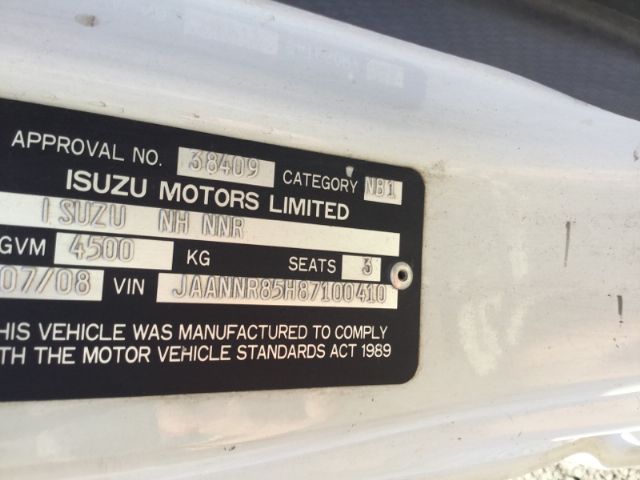 APPROVAL NO. 38409 CATEGORY NB1
ISUZU MOTORS LIMITED
ISUZU NH NNR
GVM 4500 KG SEATS 3
07/08 VIN JAANNR85H87100410
HIS VEHICLE WAS MANUFACTURED TO COMPLY
TH THE MOTOR VEHICLE STANDARDS ACT 1989